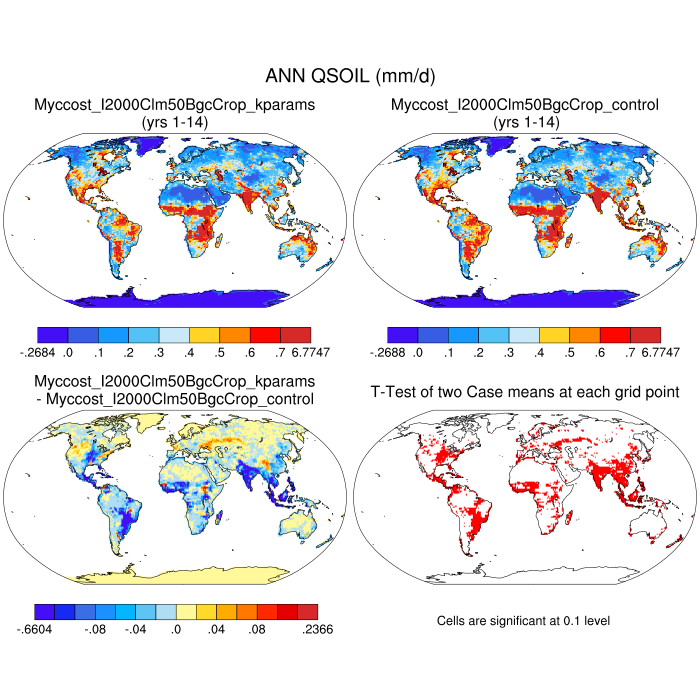 ANN QSOIL (mm/d)
Myccost_I2000Clm50BgcCrop_kparams
(yrs 1-14)
Myccost_I2000Clm50BgcCrop_control
(yrs 1-14)
-.2684 .0 .1 .2 .3 .4 .5 .6 .7 6.7747
-.2688 .0 .1 .2 .3 .4 .5 .6 .7 6.7747
Myccost_I2000Clm50BgcCrop_kparams
- Myccost_I2000Clm50BgcCrop_control
T-Test of two Case means at each grid point
-.6604 -.08 -.04 .0 .04 .08 .2366
Cells are significant at 0.1 level